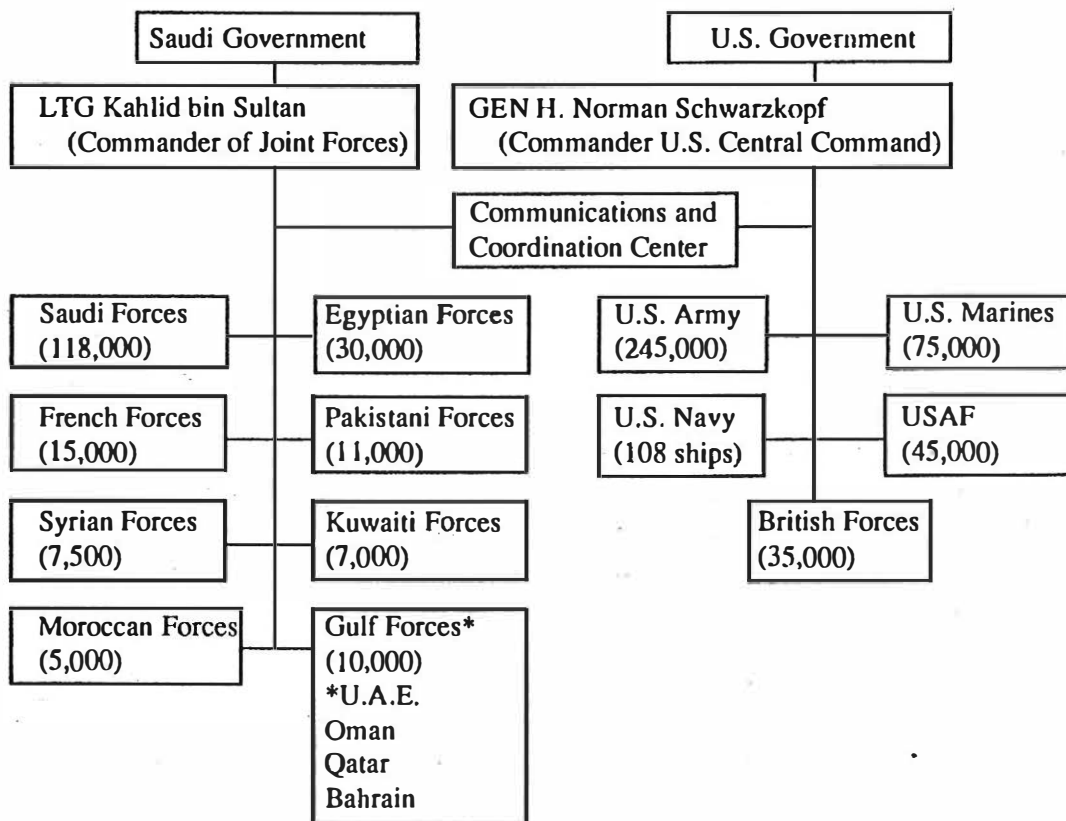 Saudi Government
U.S. Government
LTG Kahlid bin Sultan
(Commander of Joint Forces)
GEN H. Norman Schwarzkopf
(Commander U.S. Central Command)
Communications and
Coordination Center
Saudi Forces
(118,000)
Egyptian Forces
(30,000)
U.S. Army
(245,000)
U.S. Marines
(75,000)
French Forces
(15,000)
Pakistani Forces
(11,000)
U.S. Navy
(108 ships)
USAF
(45,000)
Syrian Forces
(7,500)
Kuwaiti Forces
(7,000)
British Forces
(35,000)
Moroccan Forces
(5,000)
Gulf Forces*
(10,000)
*U.A.E.
Oman
Qatar
Bahrain